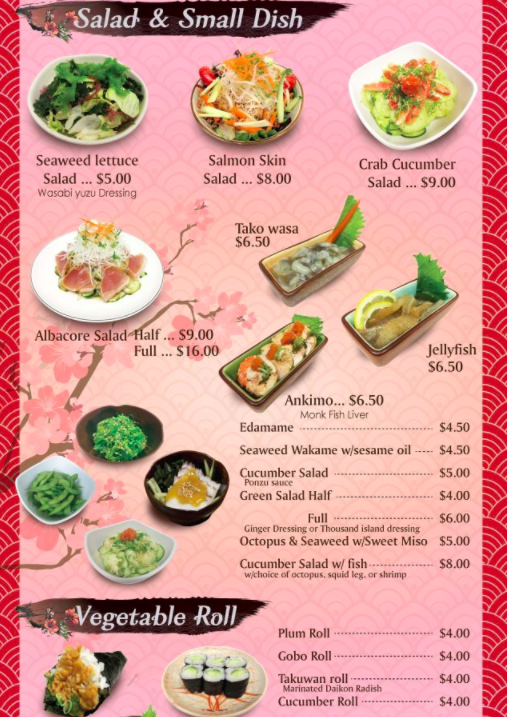 Salad & Small Dish
Seaweed lettuce
Salad ... $5.00
Wasabi yuzu Dressing
Salmon Skin
Salad ... $8.00
Crab Cucumber
Salad ... $9.00
Tako wasa
$6.50
Albacore Salad Half ... $9.00
Full ... $16.00
Jellyfish
$6.50
Ankimo... $6.50
Monk Fish Liver
Edamame $4.50
Seaweed Wakame w/sesame oil $4.50
Cucumber Salad $5.00
Ponzu sauce
Green Salad Half $4.00
Full $6.00
Ginger Dressing or Thousand island dressing
Octopus & Seaweed w/Sweet Miso $5.00
Cucumber Salad w/ fish $8.00
w/choice of octopus, squid leg, or shrimp
Vegetable Roll
Plum Roll $4.00
Gobo Roll $4.00
Takuwan roll $4.00
Marinated Daikon Radish
Cucumber Roll $4.00